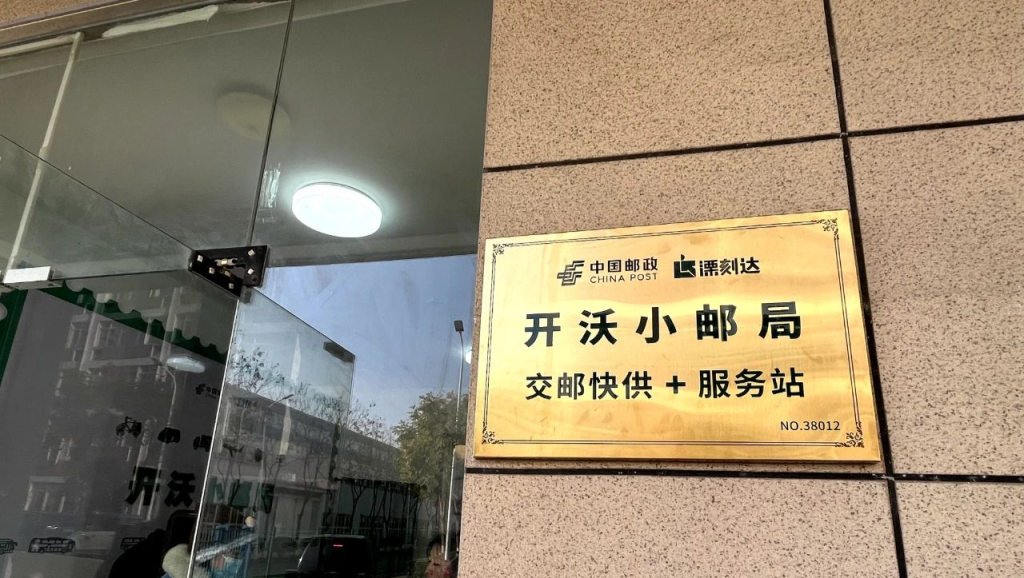 中国邮政 溧刻达
CHINA POST
开沃小邮局
交邮快供+服务站
NO.38012
开沃